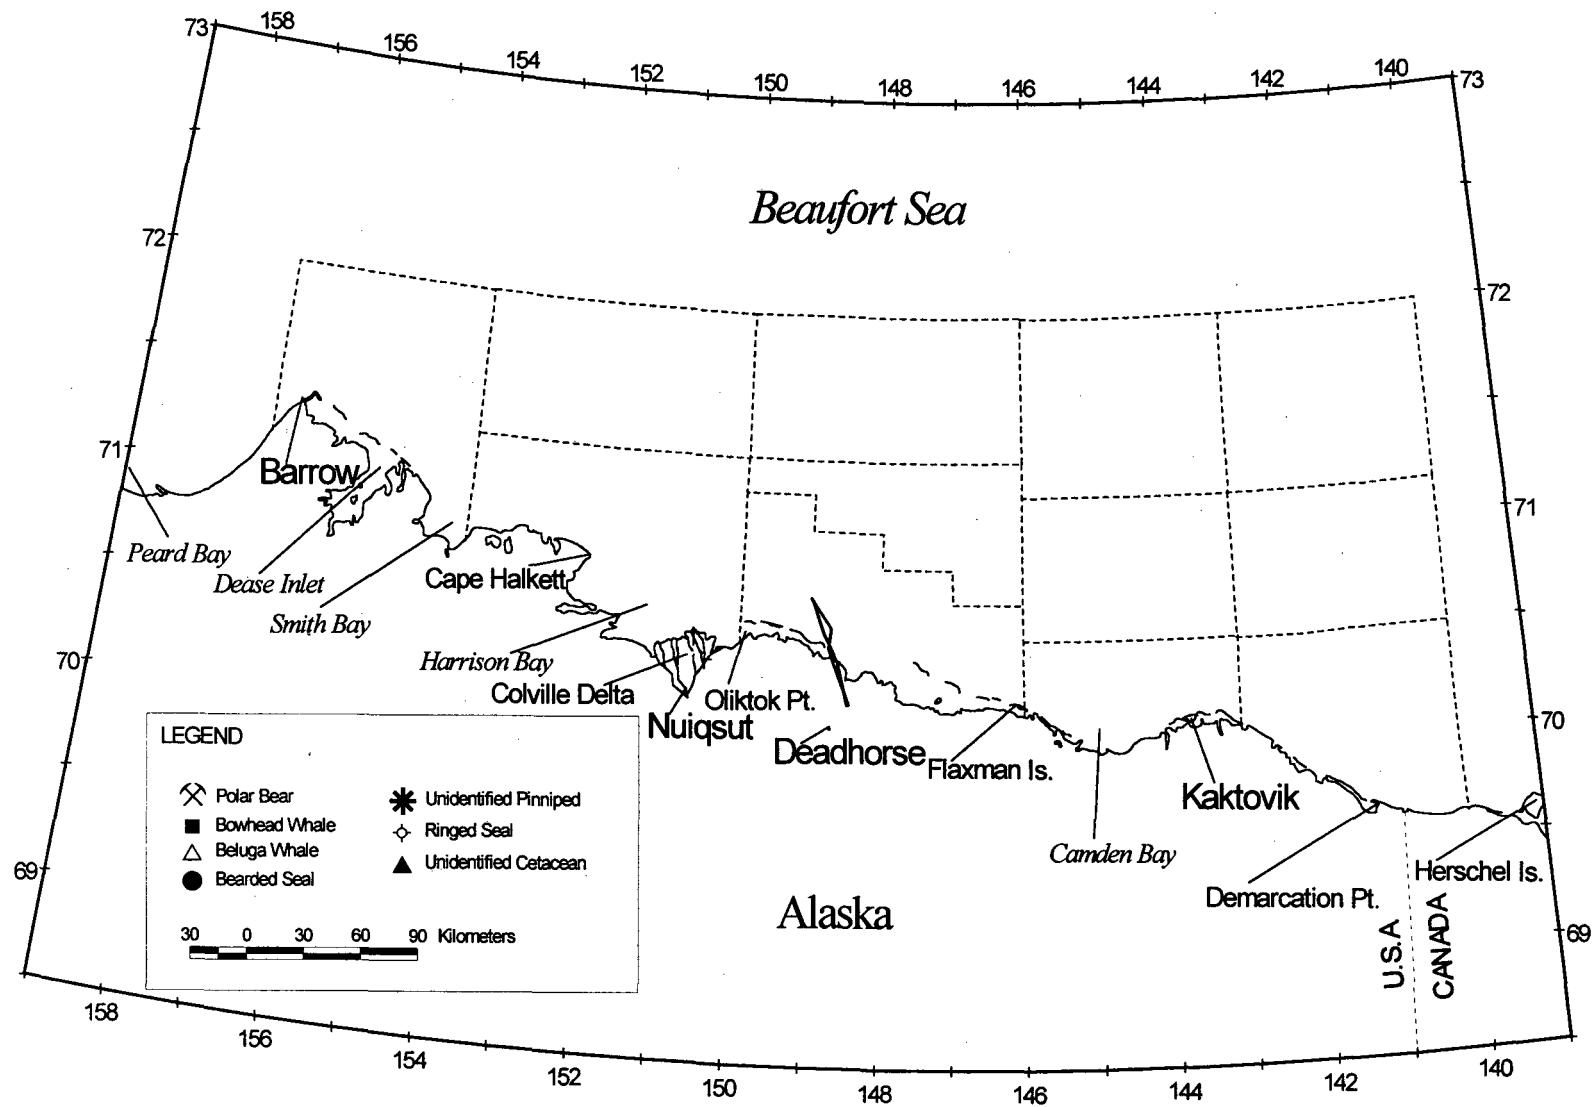 73 158 156 154 152 150 148 146 144 142 140 73
Beaufort Sea
72
72
71
Barrow
71
Peard Bay
Dease Inlet
Cape Halkett
Smith Bay
70
Harrison Bay
Colville Delta
Oliktok Pt.
Nuiqsut
70
Deadhorse
Flaxman Is.
Kaktovik
Camden Bay
Herschel Is.
Demarcation Pt.
LEGEND
Polar Bear
Bowhead Whale
Beluga Whale
Bearded Seal
Unidentified Pinniped
Ringed Seal
Unidentified Cetacean
30 0 30 60 90 Kilometers
69
Alaska
U.S.A
CANADA
69
158 156 154 152 150 148 146 144 142 140